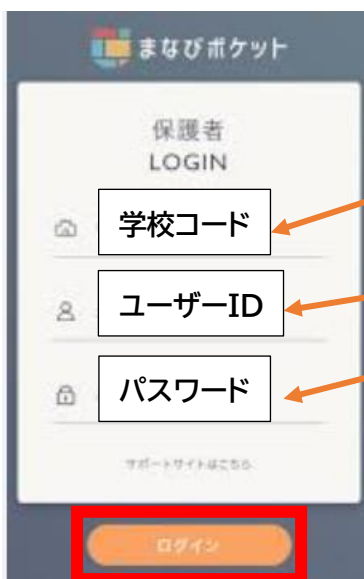 まなびポケット
保護者
LOGIN
学校コード
ユーザーID
パスワード
サポートサイトはこちら
ログイン